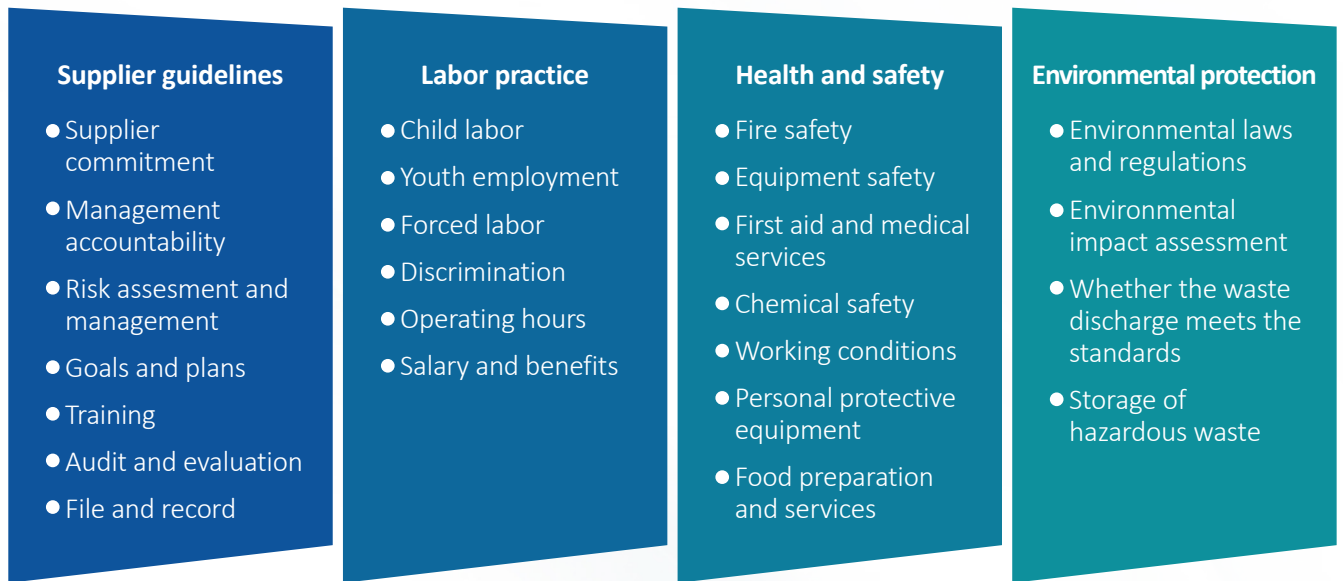 Supplier guidelines
● Supplier
commitment
● Management
accountability
● Risk assesment and
management
● Goals and plans
● Training
● Audit and evaluation
● File and record
Labor practice
● Child labor
● Youth employment
● Forced labor
● Discrimination
● Operating hours
● Salary and benefits
Health and safety
● Fire safety
● Equipment safety
● First aid and medical
services
● Chemical safety
● Working conditions
● Personal protective
equipment
● Food preparation
and services
Environmental protection
● Environmental laws
and regulations
● Environmental
impact assessment
● Whether the waste
discharge meets the
standards
● Storage of
hazardous waste